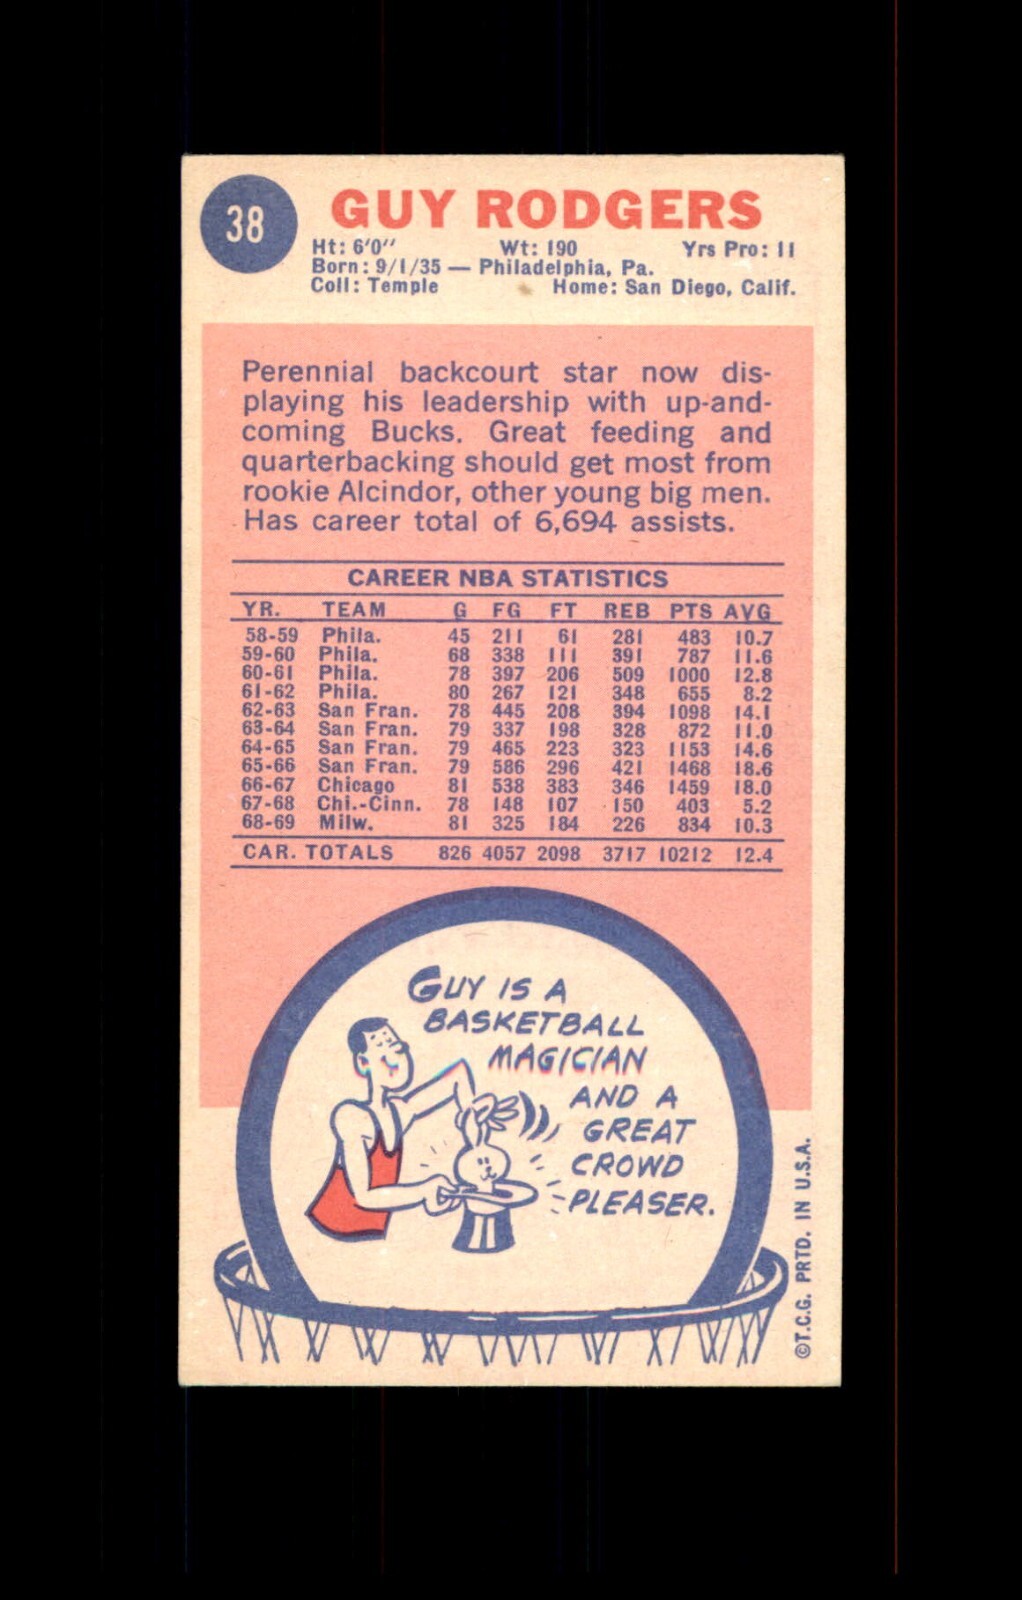 38
GUY RODGERS
Ht: 6'0" Wt: 190 Yrs Pro: 11
Born: 9/1/35 — Philadelphia, Pa.
Coll: Temple Home: San Diego, Calif.
Perennial backcourt star now dis-
playing his leadership with up-and-
coming Bucks. Great feeding and
quarterbacking should get most from
rookie Alcindor, other young big men.
Has career total of 6,694 assists.
CAREER NBA STATISTICS
YR. TEAM G FG FT REB PTS AVG
58-59 Phila. 45 211 61 281 483 10.7
59-60 Phila. 68 338 111 391 787 11.6
60-61 Phila. 78 397 206 509 1000 12.8
61-62 Phila. 80 267 121 348 655 8.2
62-63 San Fran. 78 445 208 394 1098 14.1
63-64 San Fran. 79 337 198 328 872 11.0
64-65 San Fran. 79 465 223 323 1153 14.6
65-66 San Fran. 79 586 296 421 1468 18.6
66-67 Chicago 81 538 383 346 1459 18.0
67-68 Chi.-Cinn. 78 148 107 150 403 5.2
68-69 Milw. 81 325 184 226 834 10.3
CAR. TOTALS 826 4057 2098 3717 10212 12.4
GUY IS A
BASKETBALL
MAGICIAN
AND A
GREAT
CROWD
PLEASER.
©T.C.G. PRTD. IN U.S.A.